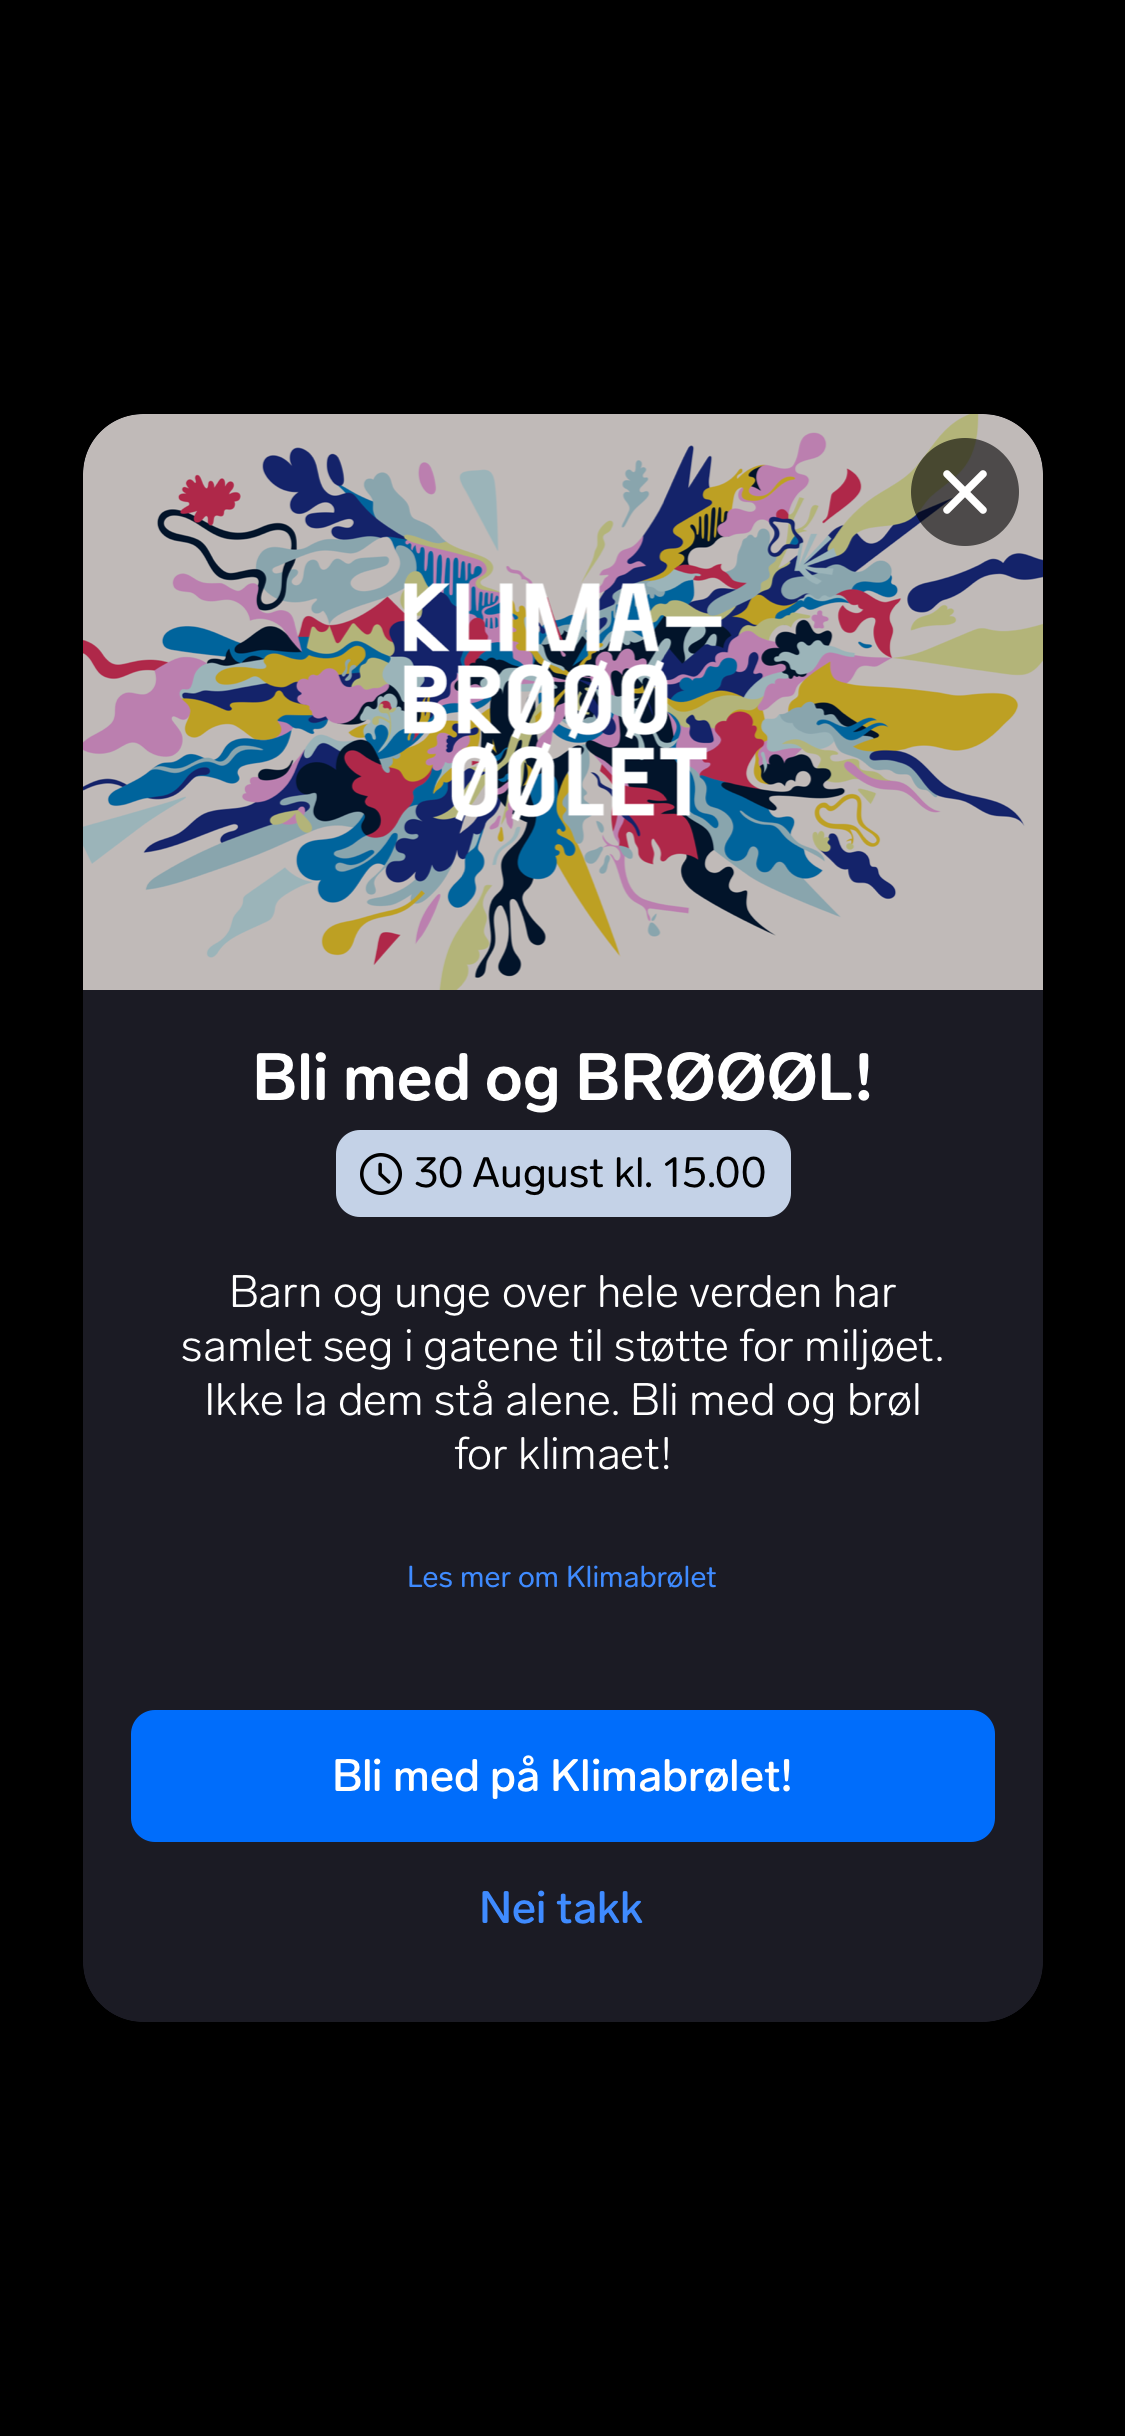 KLIMA—
BRØØØ
ØØLET
Bli med og BRØØØL!
30 August kl. 15.00
Barn og unge over hele verden har
samlet seg i gatene til støtte for miljøet.
Ikke la dem stå alene. Bli med og brøl
for klimaet!
Les mer om Klimabrølet
Bli med på Klimabrølet!
Nei takk